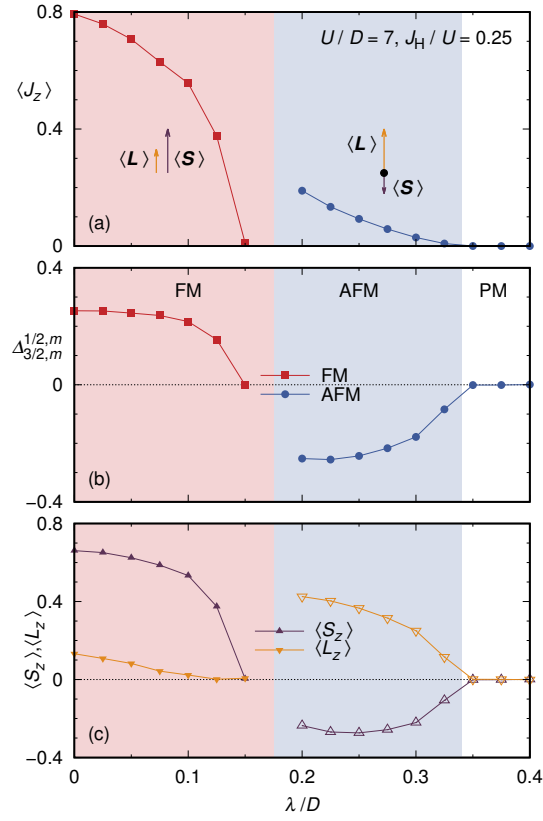 0.8
U / D = 7, J_H / U = 0.25
⟨J_z⟩
0.4
⟨L⟩ ⟨S⟩
⟨L⟩
⟨S⟩
(a)
0
0.4
FM AFM PM
Δ^{1/2,m}_{3/2,m}
0
FM
AFM
(b)
−0.4
0.8
⟨S_z⟩,⟨L_z⟩
0.4
⟨S_z⟩
⟨L_z⟩
0
(c)
−0.4
0 0.1 0.2 0.3 0.4
λ/D